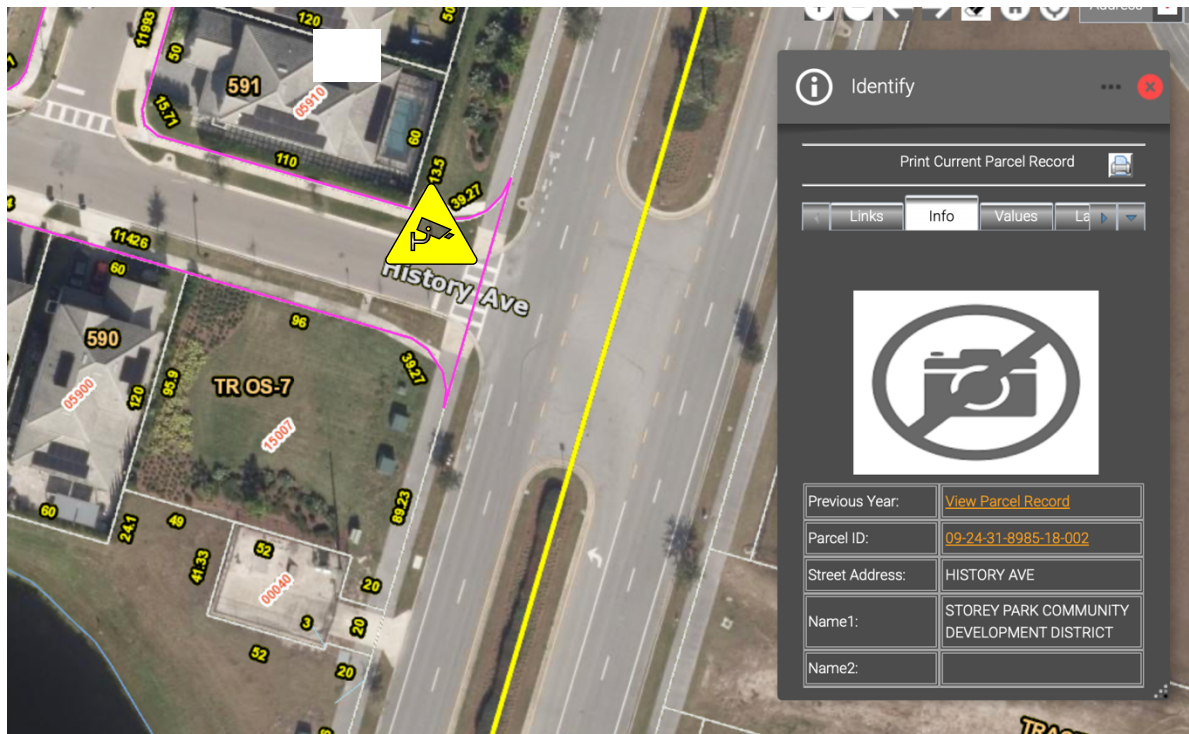 Address
120
50
11993
50
591
05910
15.71
110
60
13.5
39.27
History Ave
11426
60
96
590
05900
120
95.9
TR OS-7
15007
39.27
60
24.1
49
89.23
52
41.33
00040
20
3
20
52
20
Identify
Print Current Parcel Record
Links Info Values La
Previous Year: View Parcel Record
Parcel ID: 09-24-31-8985-18-002
Street Address: HISTORY AVE
Name1: STOREY PARK COMMUNITY
DEVELOPMENT DISTRICT
Name2: